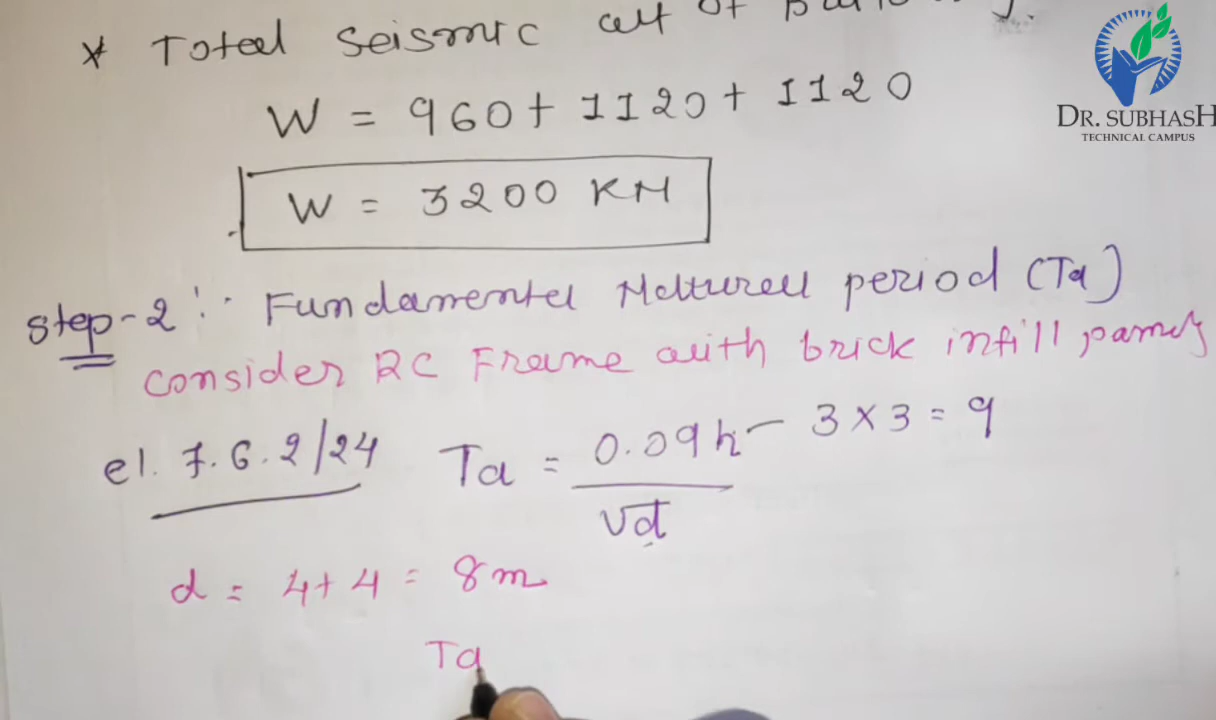 * Total seismic wt of
W = 960 + 1120 + 1120
W = 3200 KN
DR. SUBHASH
TECHNICAL CAMPUS
Step-2 :- Fundamental Natural period (Ta)
consider RC Frame with brick infill panels
cl. 7.6.2/24 Ta = 0.09h/√d - 3 × 3 = 9
d = 4 + 4 = 8m
Ta